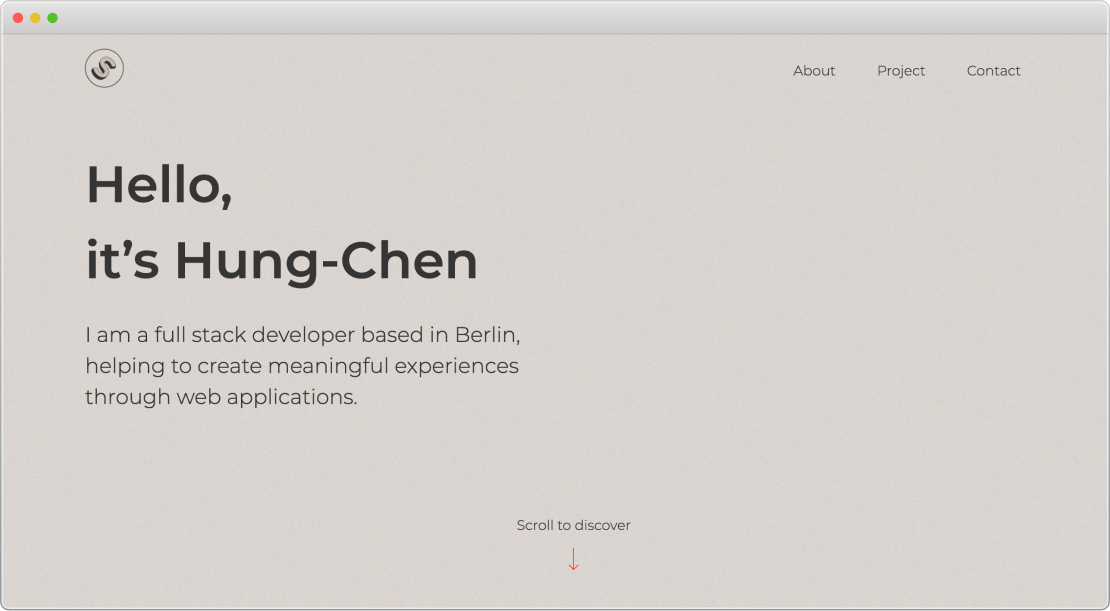 About Project Contact
Hello,
it’s Hung-Chen
I am a full stack developer based in Berlin,
helping to create meaningful experiences
through web applications.
Scroll to discover